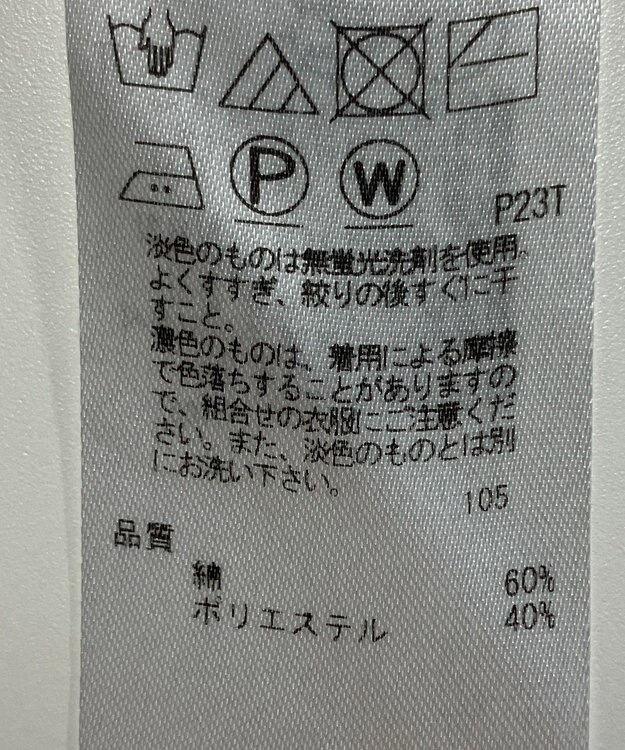 P W
P23T
淡色のものは無蛍光洗剤を使用。
よくすすぎ、絞りの後すぐに干
すこと。
濃色のものは、着用による摩擦
で色落ちすることがありますの
で、組合せの衣服にご注意くだ
さい。また、淡色のものとは別
にお洗い下さい。
105
品質
綿 60%
ポリエステル 40%